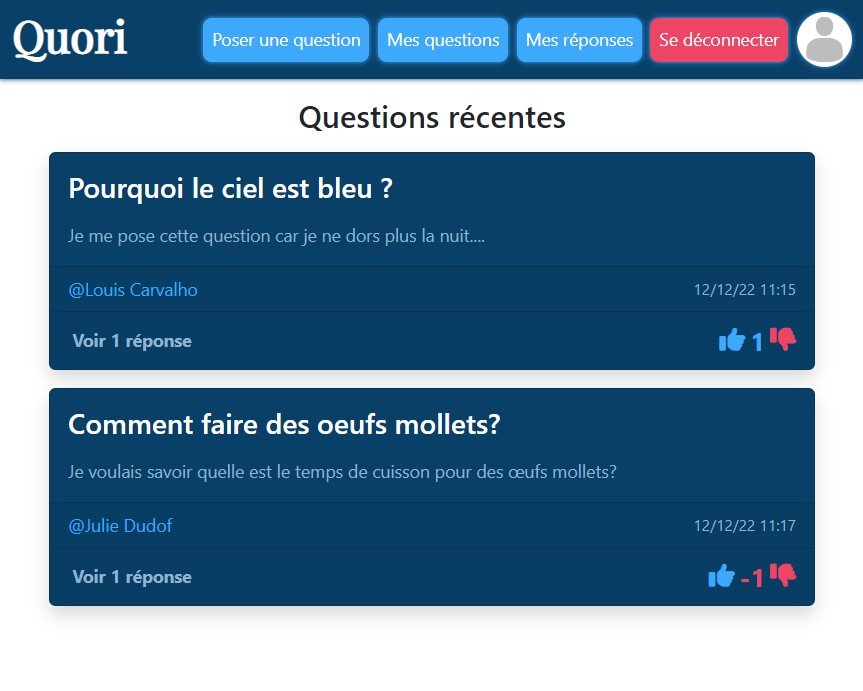 Quori
Poser une question
Mes questions
Mes réponses
Se déconnecter
Questions récentes
Pourquoi le ciel est bleu ?
Je me pose cette question car je ne dors plus la nuit....
@Louis Carvalho
12/12/22 11:15
Voir 1 réponse
1
Comment faire des oeufs mollets?
Je voulais savoir quelle est le temps de cuisson pour des œufs mollets?
@Julie Dudof
12/12/22 11:17
Voir 1 réponse
-1